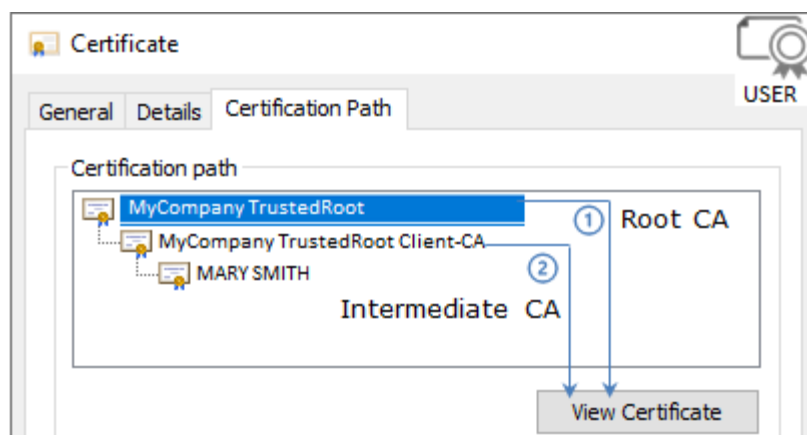 Certificate
USER
General Details Certification Path
Certification path
MyCompany TrustedRoot
1 Root CA
MyCompany TrustedRoot Client-CA
2
MARY SMITH
Intermediate CA
View Certificate